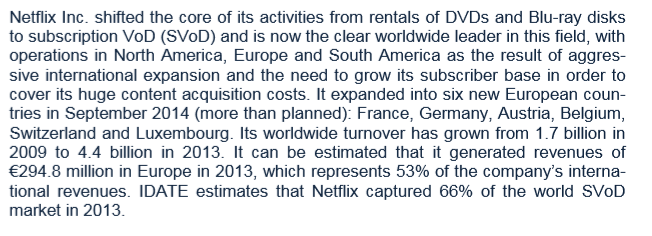 Netflix Inc. shifted the core of its activities from rentals of DVDs and Blu-ray disks
to subscription VoD (SVoD) and is now the clear worldwide leader in this field, with
operations in North America, Europe and South America as the result of aggres-
sive international expansion and the need to grow its subscriber base in order to
cover its huge content acquisition costs. It expanded into six new European coun-
tries in September 2014 (more than planned): France, Germany, Austria, Belgium,
Switzerland and Luxembourg. Its worldwide turnover has grown from 1.7 billion in
2009 to 4.4 billion in 2013. It can be estimated that it generated revenues of
€294.8 million in Europe in 2013, which represents 53% of the company's interna-
tional revenues. IDATE estimates that Netflix captured 66% of the world SVoD
market in 2013.